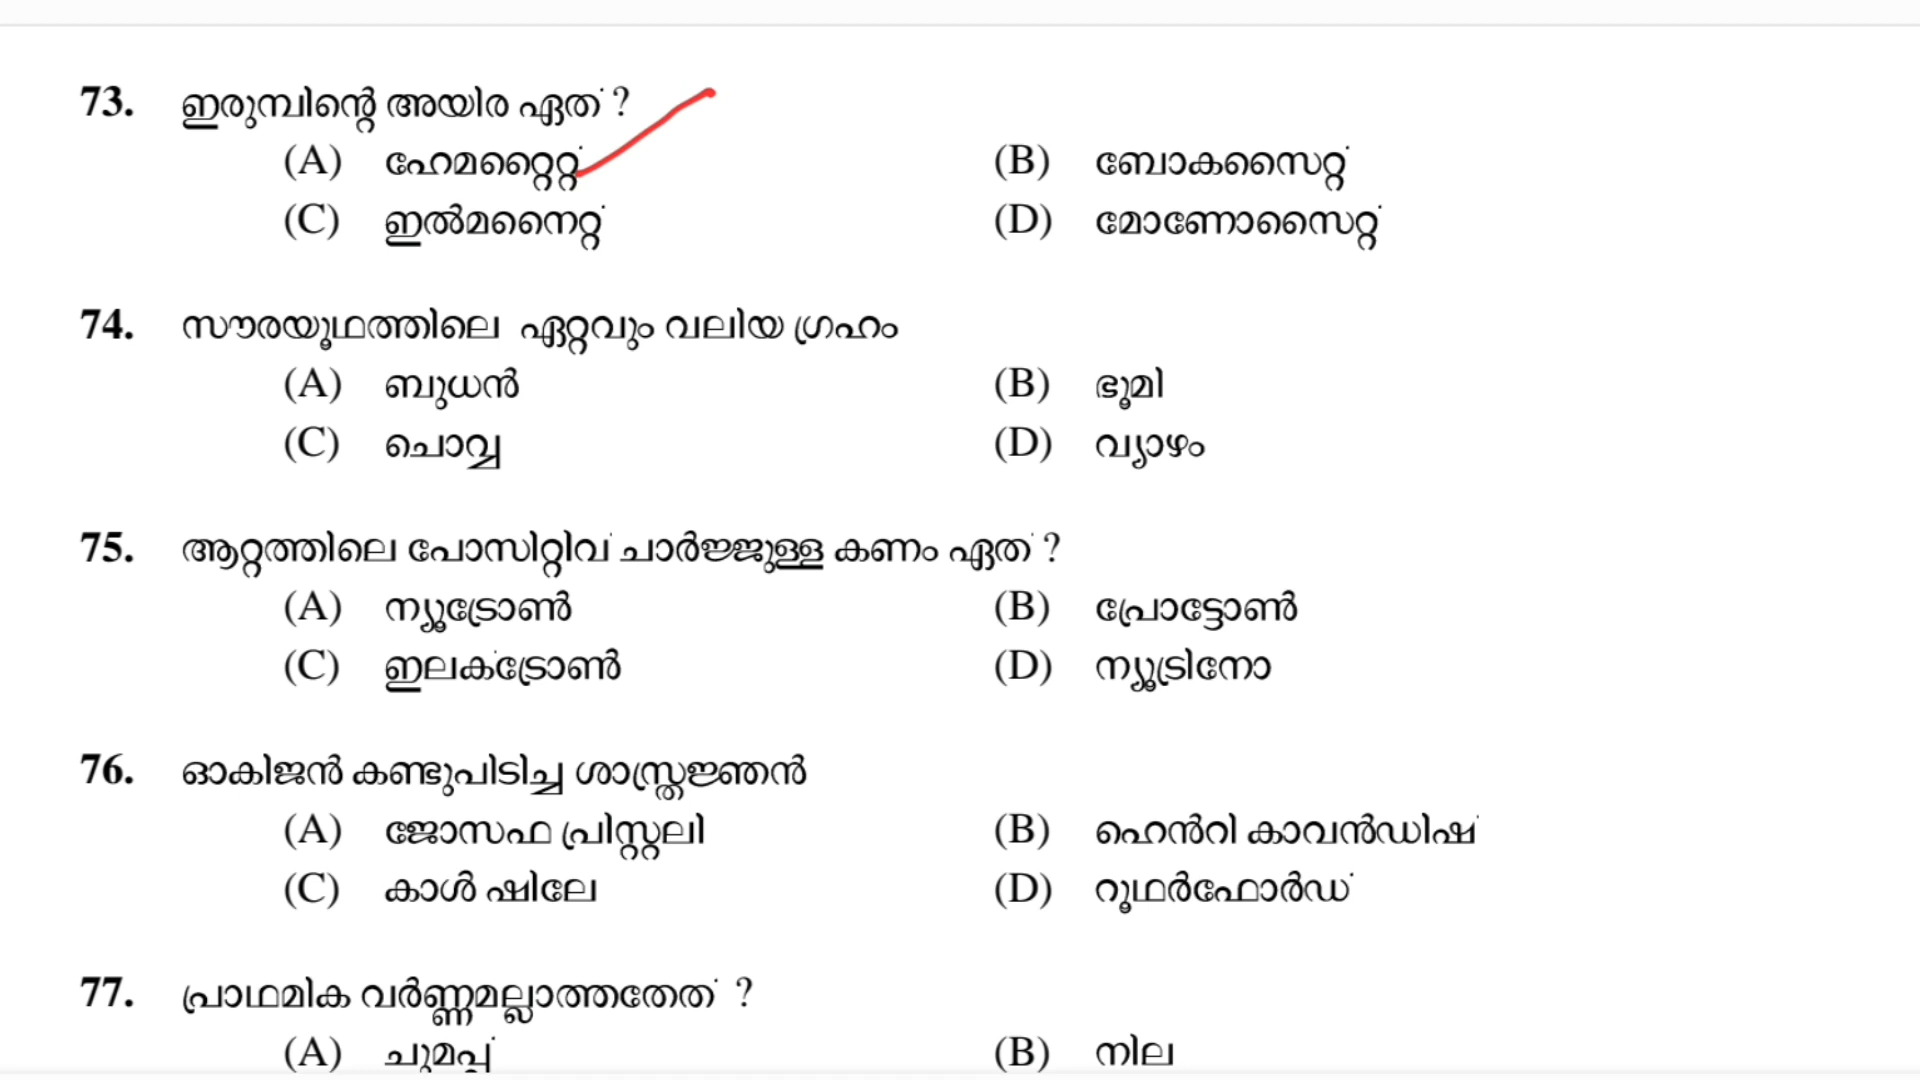 73. ഇരുമ്പിന്റെ അയിര ഏത് ?
(A) ഹേമറ്റൈറ്റ് (B) ബോകസൈറ്റ്
(C) ഇൽമനൈറ്റ് (D) മോണോസൈറ്റ്
74. സൗരയൂഥത്തിലെ ഏറ്റവും വലിയ ഗ്രഹം
(A) ബുധൻ (B) ഭൂമി
(C) ചൊവ്വ (D) വ്യാഴം
75. ആറ്റത്തിലെ പോസിറ്റിവ് ചാർജ്ജുള്ള കണം ഏത് ?
(A) ന്യൂട്രോൺ (B) പ്രോട്ടോൺ
(C) ഇലക്ട്രോൺ (D) ന്യൂട്രിനോ
76. ഓകിജൻ കണ്ടുപിടിച്ച ശാസ്ത്രജ്ഞൻ
(A) ജോസഫ പ്രിസ്റ്റലി (B) ഹെൻറി കാവൻഡിഷ്
(C) കാൾ ഷിലേ (D) റൂഥർഫോർഡ്
77. പ്രാഥമിക വർണ്ണമല്ലാത്തതേത് ?
(A) ചുമപ്പ് (B) നില